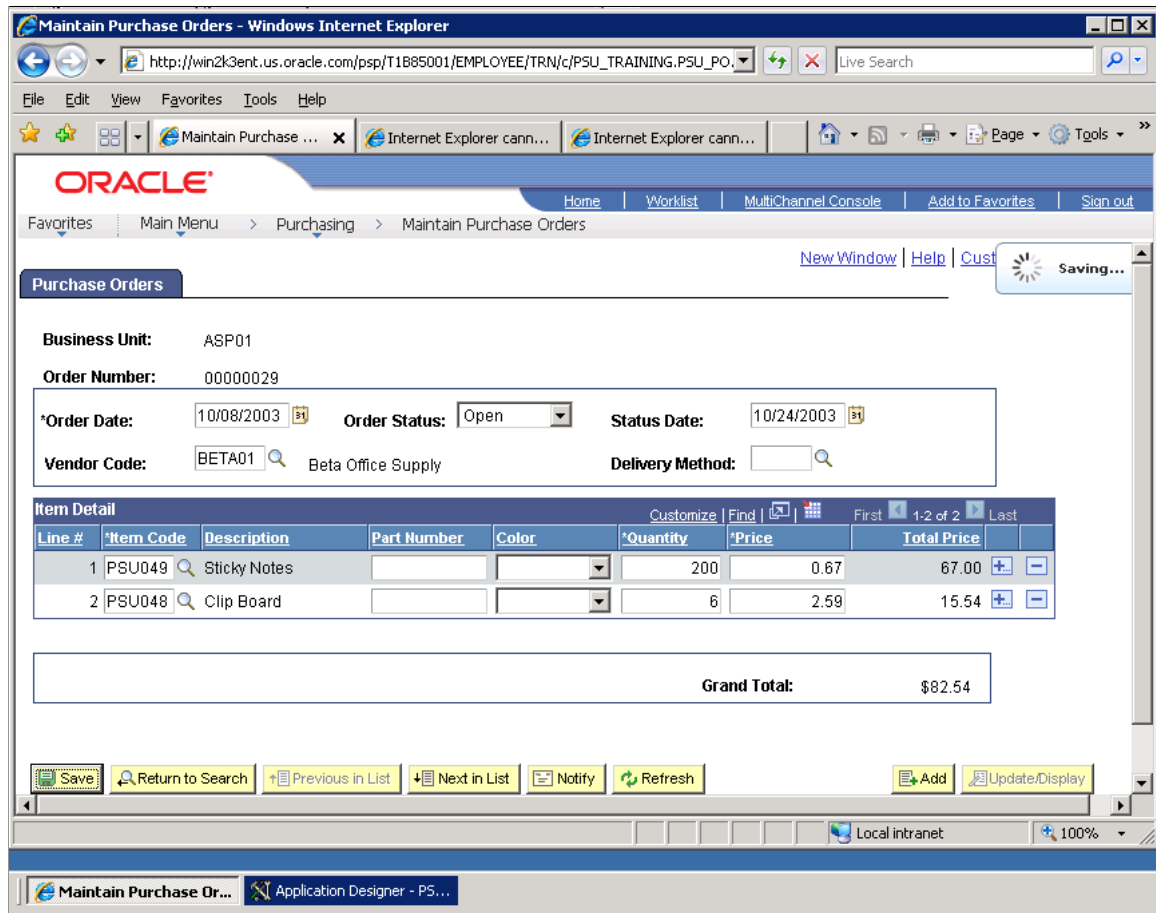 Maintain Purchase Orders - Windows Internet Explorer
http://win2k3ent.us.oracle.com/psp/T1B85001/EMPLOYEE/TRN/c/PSU_TRAINING.PSU_PO. Live Search
File Edit View Favorites Tools Help
Maintain Purchase ... Internet Explorer cann... Internet Explorer cann... Page Tools »
ORACLE
Home | Worklist | MultiChannel Console | Add to Favorites | Sign out
Favorites Main Menu > Purchasing > Maintain Purchase Orders
New Window | Help | Cust Saving...
Purchase Orders
Business Unit: ASP01
Order Number: 00000029
*Order Date: 10/08/2003 31 Order Status: Open Status Date: 10/24/2003 31
Vendor Code: BETA01 Beta Office Supply Delivery Method:
Item Detail Customize | Find | | First 1-2 of 2 Last
Line # *Item Code Description Part Number Color *Quantity *Price Total Price
1 PSU049 Sticky Notes 200 0.67 67.00
2 PSU048 Clip Board 6 2.59 15.54
Grand Total: $82.54
Save Return to Search Previous in List Next in List Notify Refresh Add Update/Display
Local intranet 100%
Maintain Purchase Or... Application Designer - PS...